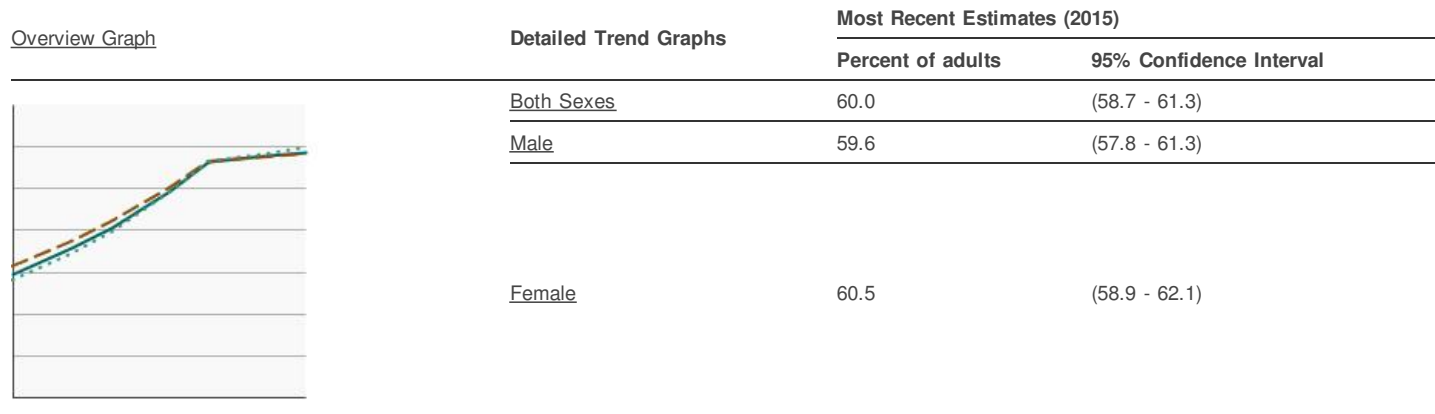 Most Recent Estimates (2015)
Overview Graph Detailed Trend Graphs
Percent of adults 95% Confidence Interval
Both Sexes 60.0 (58.7 - 61.3)
Male 59.6 (57.8 - 61.3)
Female 60.5 (58.9 - 62.1)